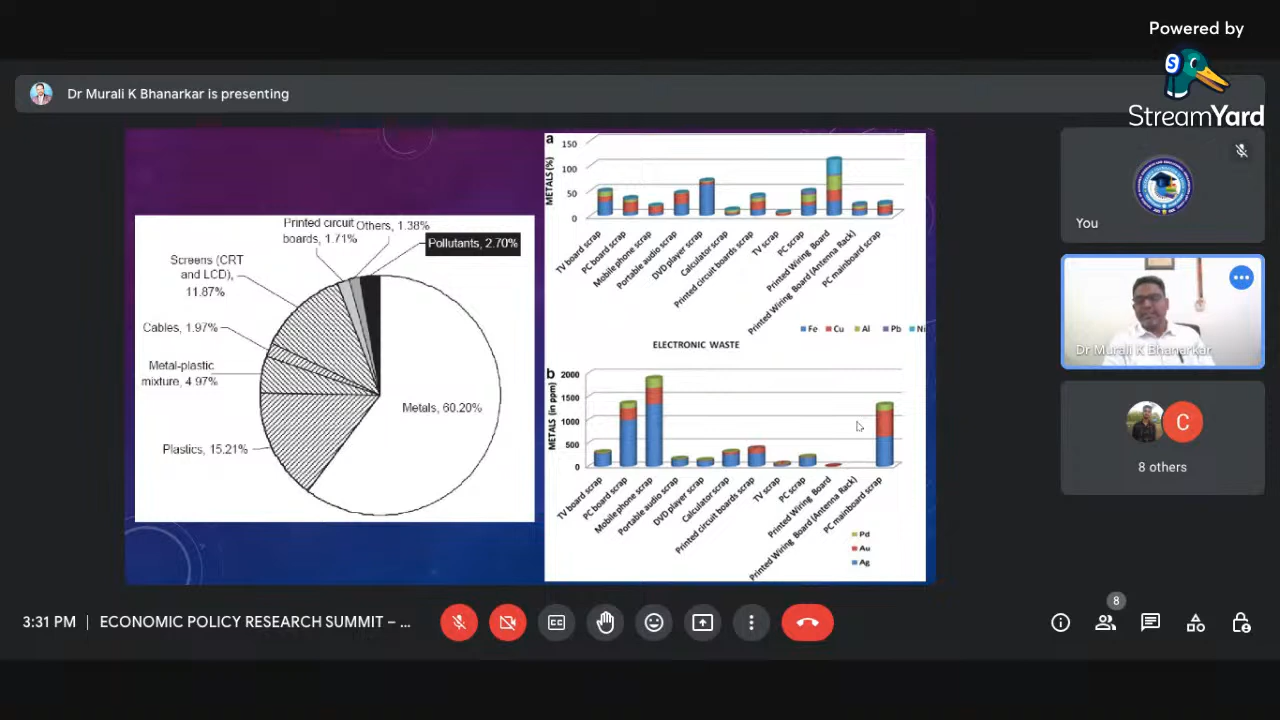 Powered by
StreamYard
Dr Murali K Bhanarkar is presenting
Printed circuit
boards, 1.71%
Others, 1.38%
Pollutants, 2.70%
Screens (CRT
and LCD),
11.87%
Cables, 1.97%
Metal-plastic
mixture, 4.97%
Plastics, 15.21%
Metals, 60.20%
a
METALS (%)
150
100
50
0
TV board scrap
PC board scrap
Mobile phone scrap
Portable audio scrap
DVD player scrap
Calculator scrap
Printed circuit boards scrap
TV scrap
PC scrap
Printed Wiring Board
Printed Wiring Board (Antenna Rack)
PC mainboard scrap
Fe Cu Al Pb Ni
ELECTRONIC WASTE
b
METALS (in ppm)
2000
1500
1000
500
0
TV board scrap
PC board scrap
Mobile phone scrap
Portable audio scrap
DVD player scrap
Calculator scrap
Printed circuit boards scrap
TV scrap
PC scrap
Printed Wiring Board
Printed Wiring Board (Antenna Rack)
PC mainboard scrap
Pd
Au
Ag
You
Dr Murali K Bhanarkar
C
8 others
3:31 PM | ECONOMIC POLICY RESEARCH SUMMIT – ...
8